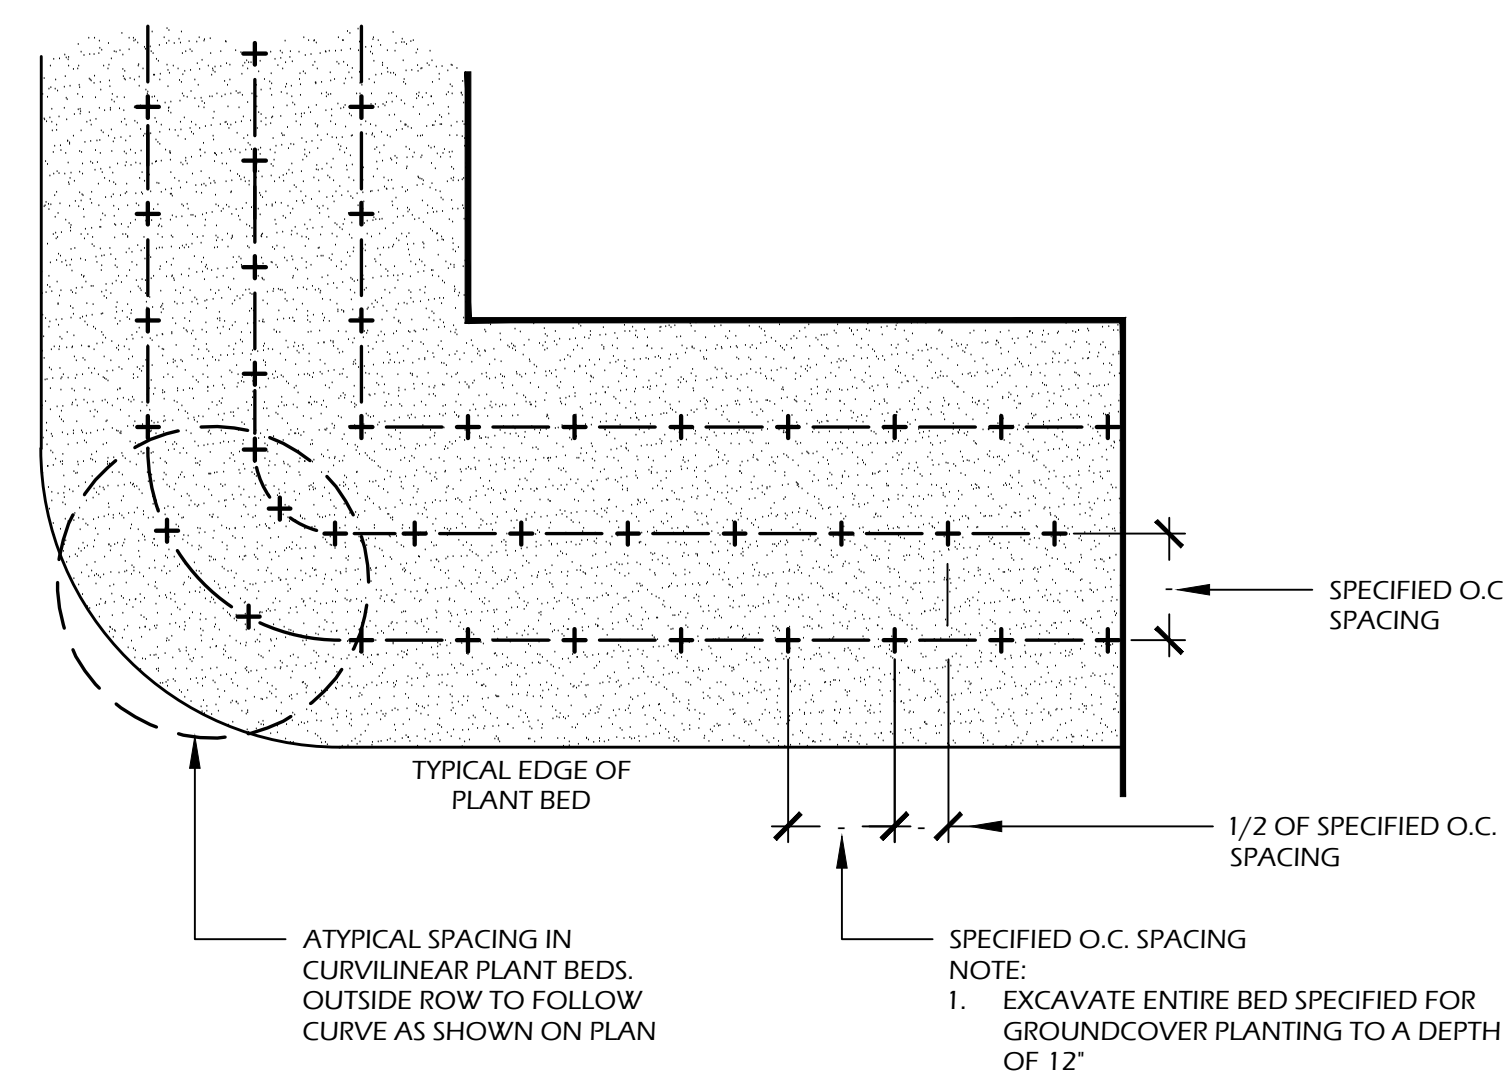 SPECIFIED O.C
SPACING
TYPICAL EDGE OF
PLANT BED
1/2 OF SPECIFIED O.C.
SPACING
ATYPICAL SPACING IN
CURVILINEAR PLANT BEDS.
OUTSIDE ROW TO FOLLOW
CURVE AS SHOWN ON PLAN
SPECIFIED O.C. SPACING
NOTE:
1. EXCAVATE ENTIRE BED SPECIFIED FOR
GROUNDCOVER PLANTING TO A DEPTH
OF 12"